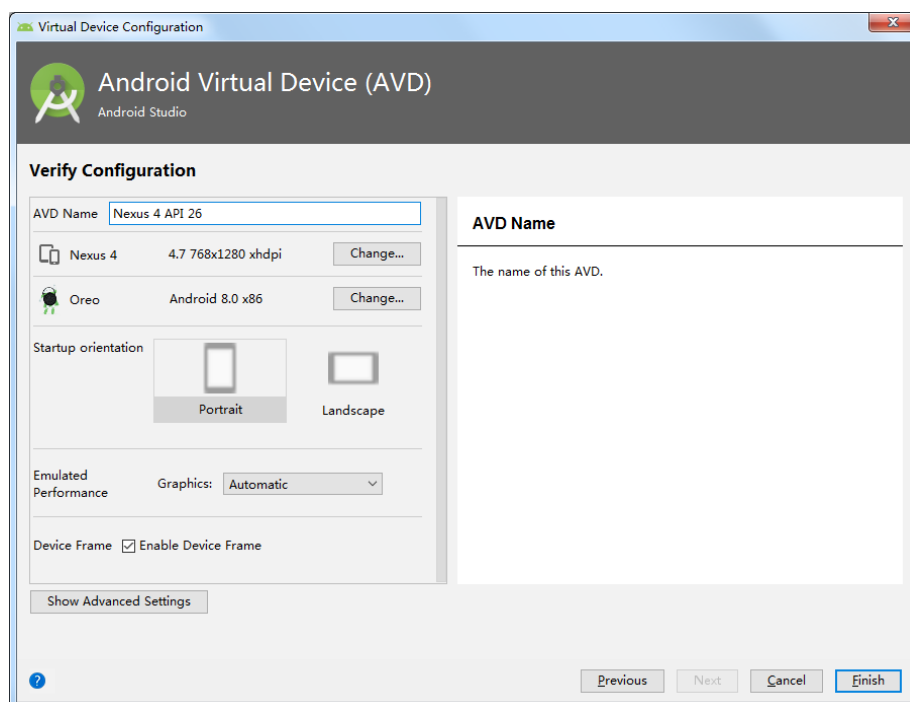 Virtual Device Configuration
Android Virtual Device (AVD)
Android Studio
Verify Configuration
AVD Name Nexus 4 API 26
Nexus 4 4.7 768x1280 xhdpi Change...
Oreo Android 8.0 x86 Change...
Startup orientation
Portrait
Landscape
Emulated
Performance
Graphics: Automatic
Device Frame Enable Device Frame
Show Advanced Settings
AVD Name
The name of this AVD.
?
Previous Next Cancel Finish